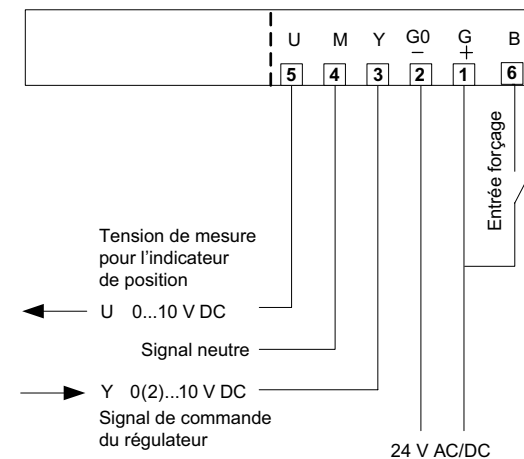 U M Y G0 G B
− +
5 4 3 2 1 6
Entrée forçage
Tension de mesure
pour l'indicateur
de position
U 0...10 V DC
Signal neutre
Y 0(2)...10 V DC
Signal de commande
du régulateur
24 V AC/DC